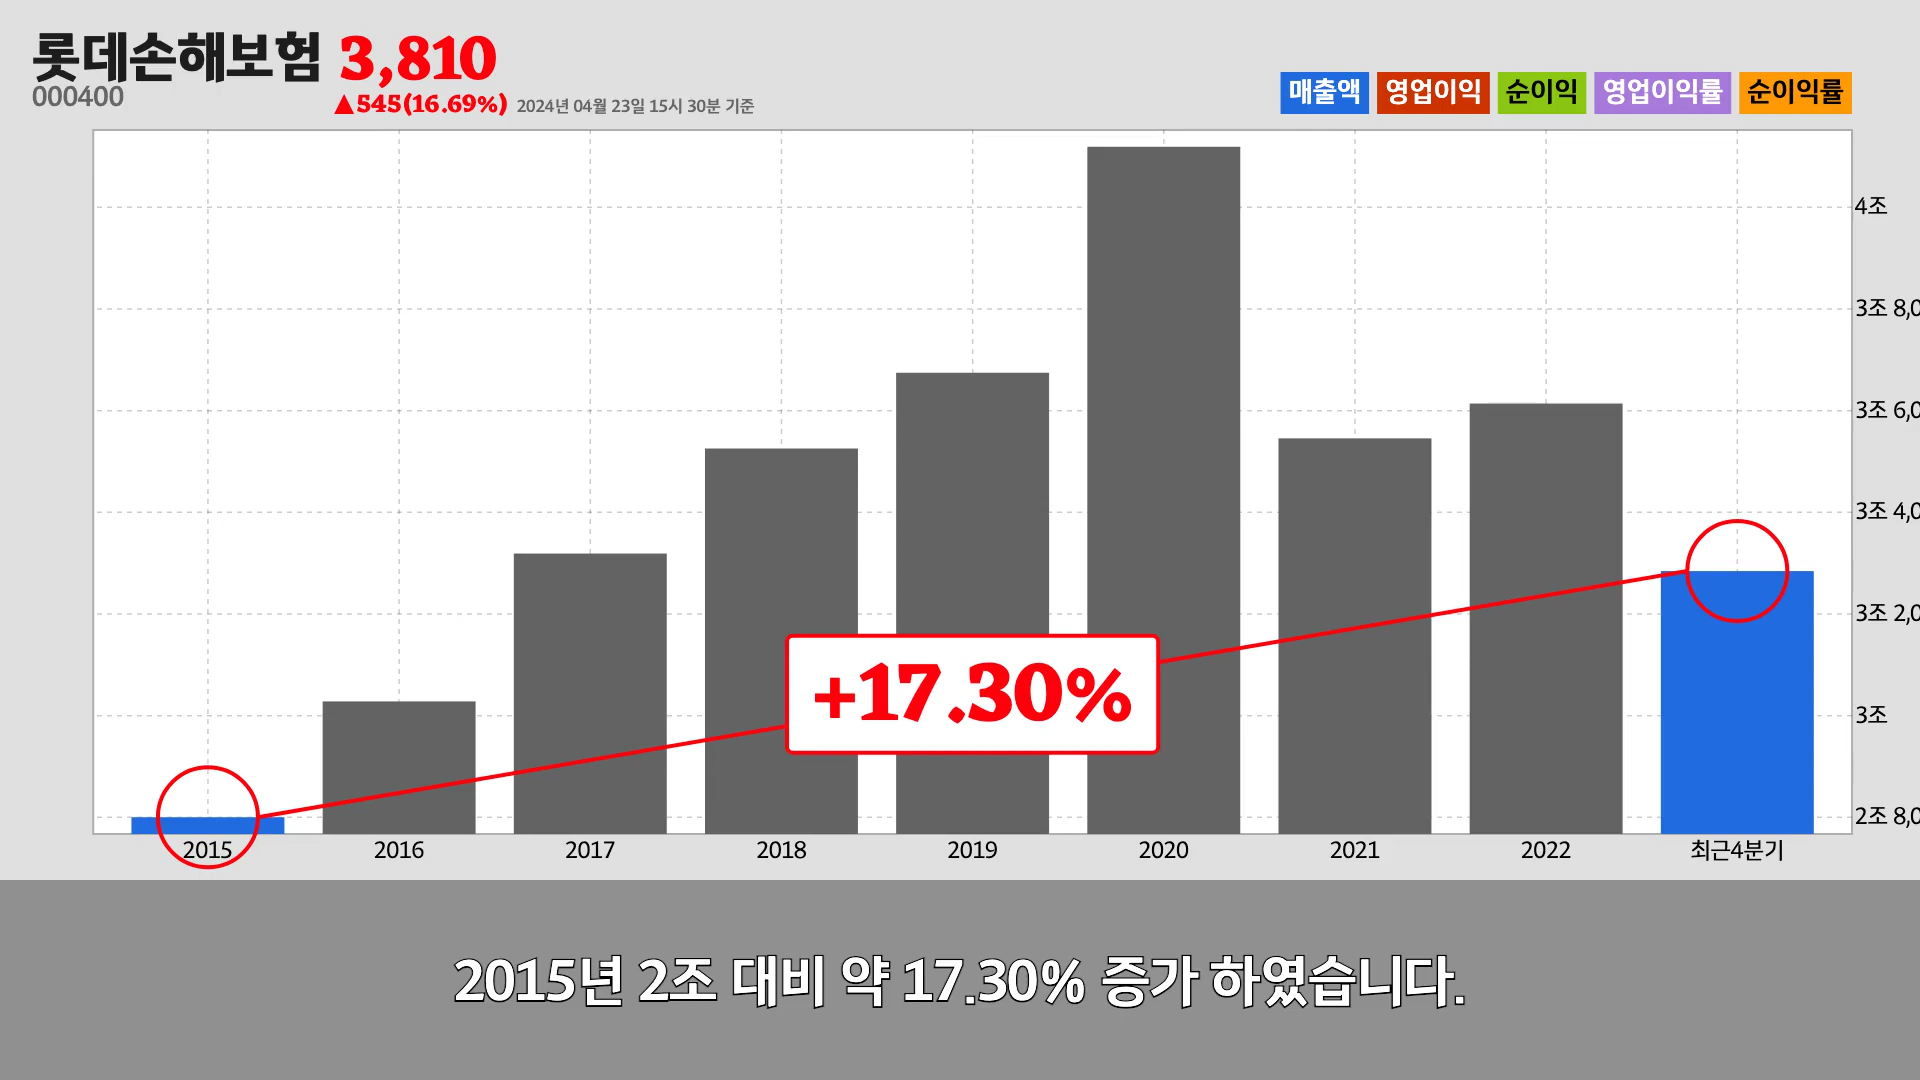 롯데손해보험 3,810
000400
▲545(16.69%) 2024년 04월 23일 15시 30분 기준
매출액 영업이익 순이익 영업이익률 순이익률
4조
3조 8,0
3조 6,0
3조 4,0
3조 2,0
3조
2조 8,0
+17.30%
2015 2016 2017 2018 2019 2020 2021 2022 최근4분기
2015년 2조 대비 약 17.30% 증가 하였습니다.